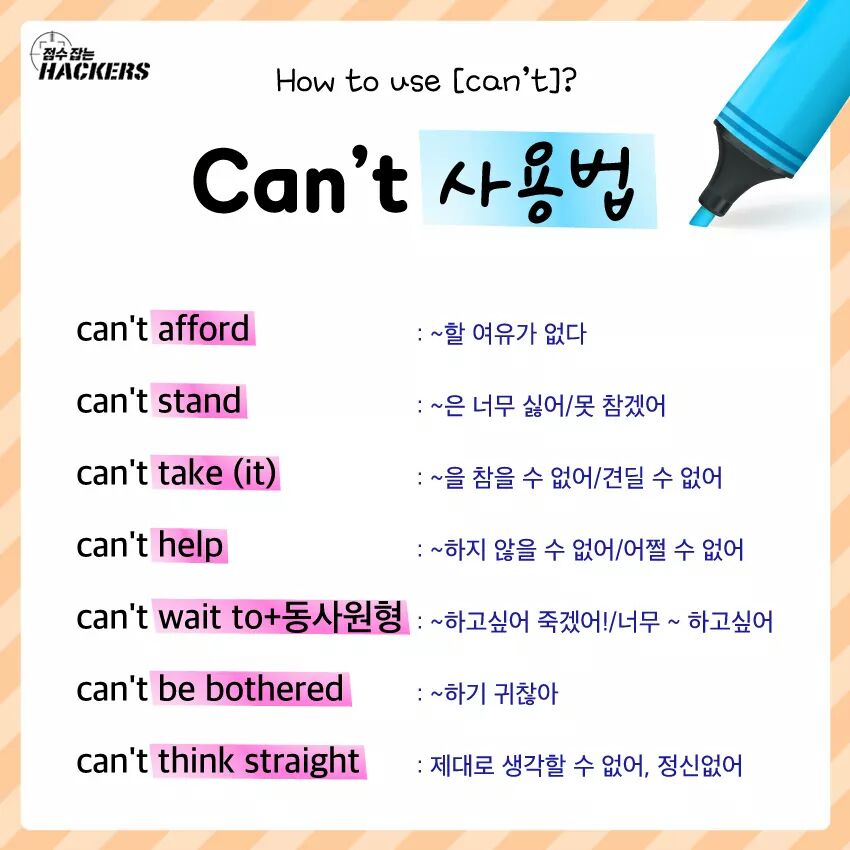 점수 잡는
HACKERS
How to use [can't]?
Can't 사용법
can't afford : ~할 여유가 없다
can't stand : ~은 너무 싫어/못 참겠어
can't take (it) : ~을 참을 수 없어/견딜 수 없어
can't help : ~하지 않을 수 없어/어쩔 수 없어
can't wait to+동사원형 : ~하고싶어 죽겠어!/너무 ~ 하고싶어
can't be bothered : ~하기 귀찮아
can't think straight : 제대로 생각할 수 없어, 정신없어